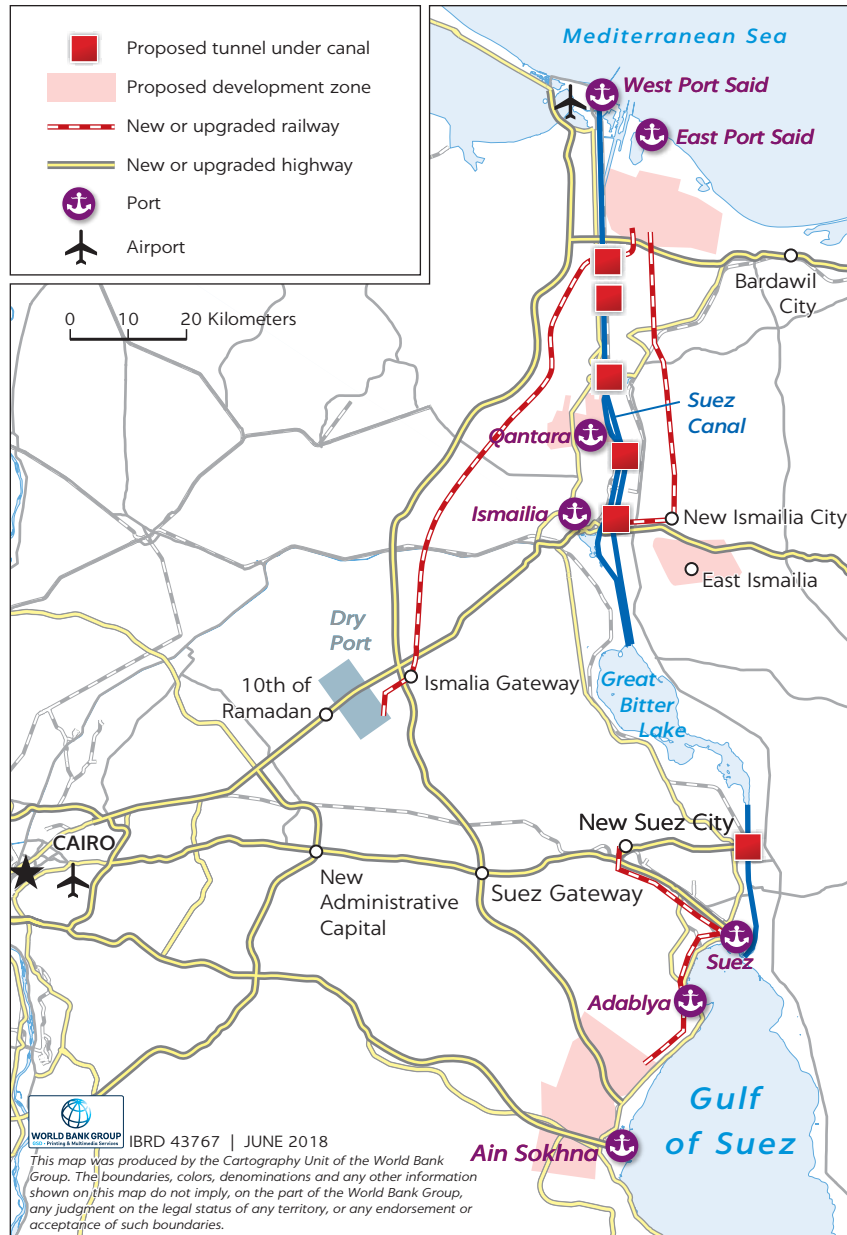 Proposed tunnel under canal
Proposed development zone
New or upgraded railway
New or upgraded highway
Port
Airport
0 10 20 Kilometers
Mediterranean Sea
West Port Said
East Port Said
Bardawil
City
Suez
Canal
Qantara
Ismailia
New Ismailia City
East Ismailia
Dry
Port
10th of
Ramadan
Ismalia Gateway
Great
Bitter
Lake
New Suez City
CAIRO
New
Administrative
Capital
Suez Gateway
Suez
Adablya
Gulf
of Suez
Ain Sokhna
WORLD BANK GROUP
GSD - Printing & Multimedia Services
IBRD 43767 | JUNE 2018
This map was produced by the Cartography Unit of the World Bank
Group. The boundaries, colors, denominations and any other information
shown on this map do not imply, on the part of the World Bank Group,
any judgment on the legal status of any territory, or any endorsement or
acceptance of such boundaries.